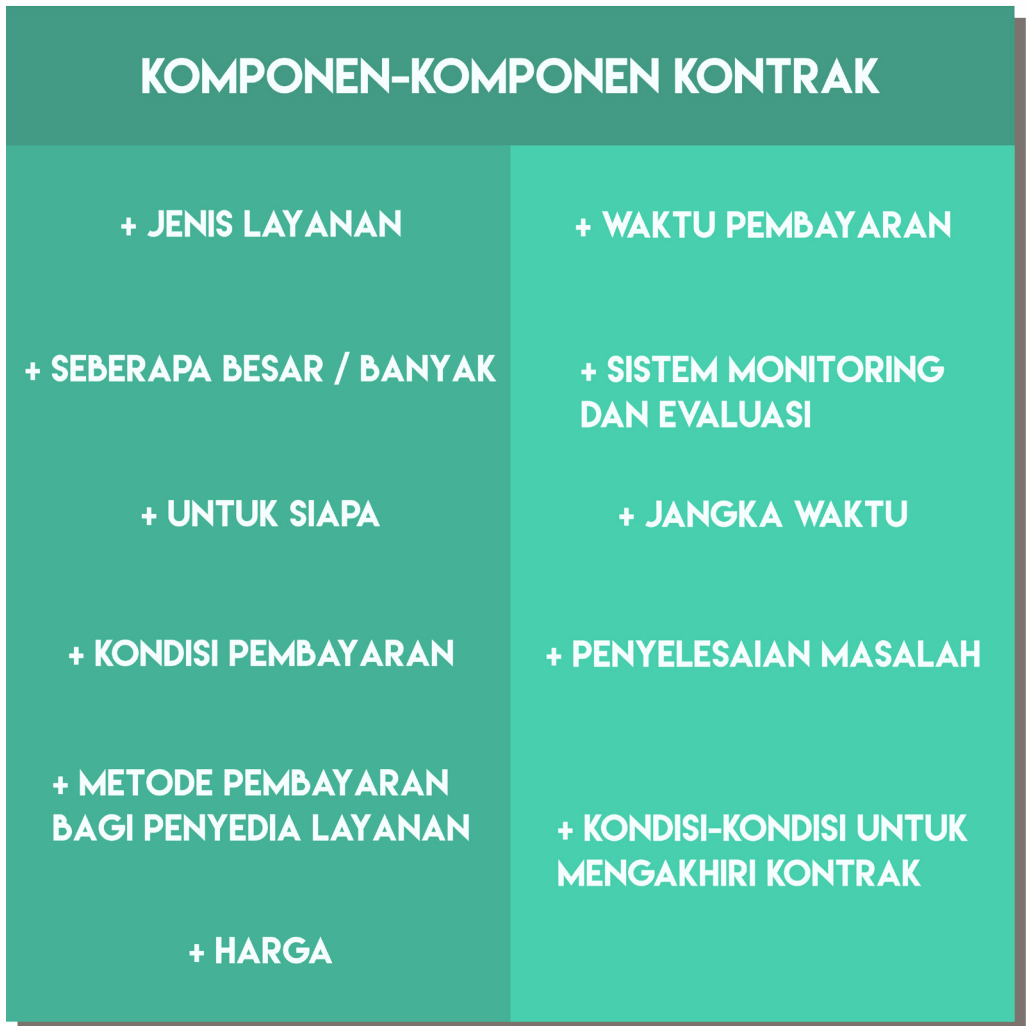 KOMPONEN-KOMPONEN KONTRAK
+ JENIS LAYANAN
+ SEBERAPA BESAR / BANYAK
+ UNTUK SIAPA
+ KONDISI PEMBAYARAN
+ METODE PEMBAYARAN
BAGI PENYEDIA LAYANAN
+ HARGA
+ WAKTU PEMBAYARAN
+ SISTEM MONITORING
DAN EVALUASI
+ JANGKA WAKTU
+ PENYELESAIAN MASALAH
+ KONDISI-KONDISI UNTUK
MENGAKHIRI KONTRAK